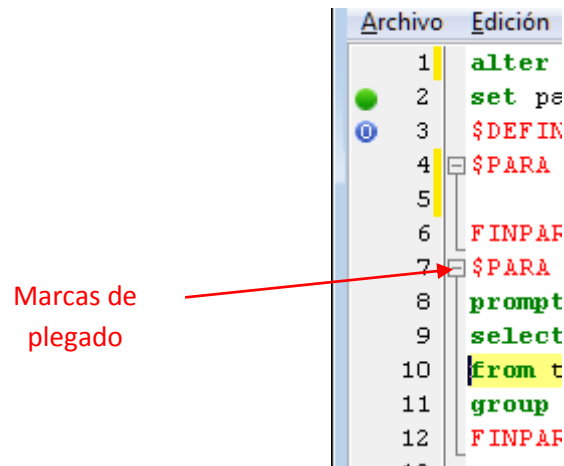 Archivo Edición
1 alter
2 set
3 $DEFIN
4 $PARA
5
6 FINPAR
7 $PARA
Marcas de
plegado
8 prompt
9 select
10 from t
11 group
12 FINPAR